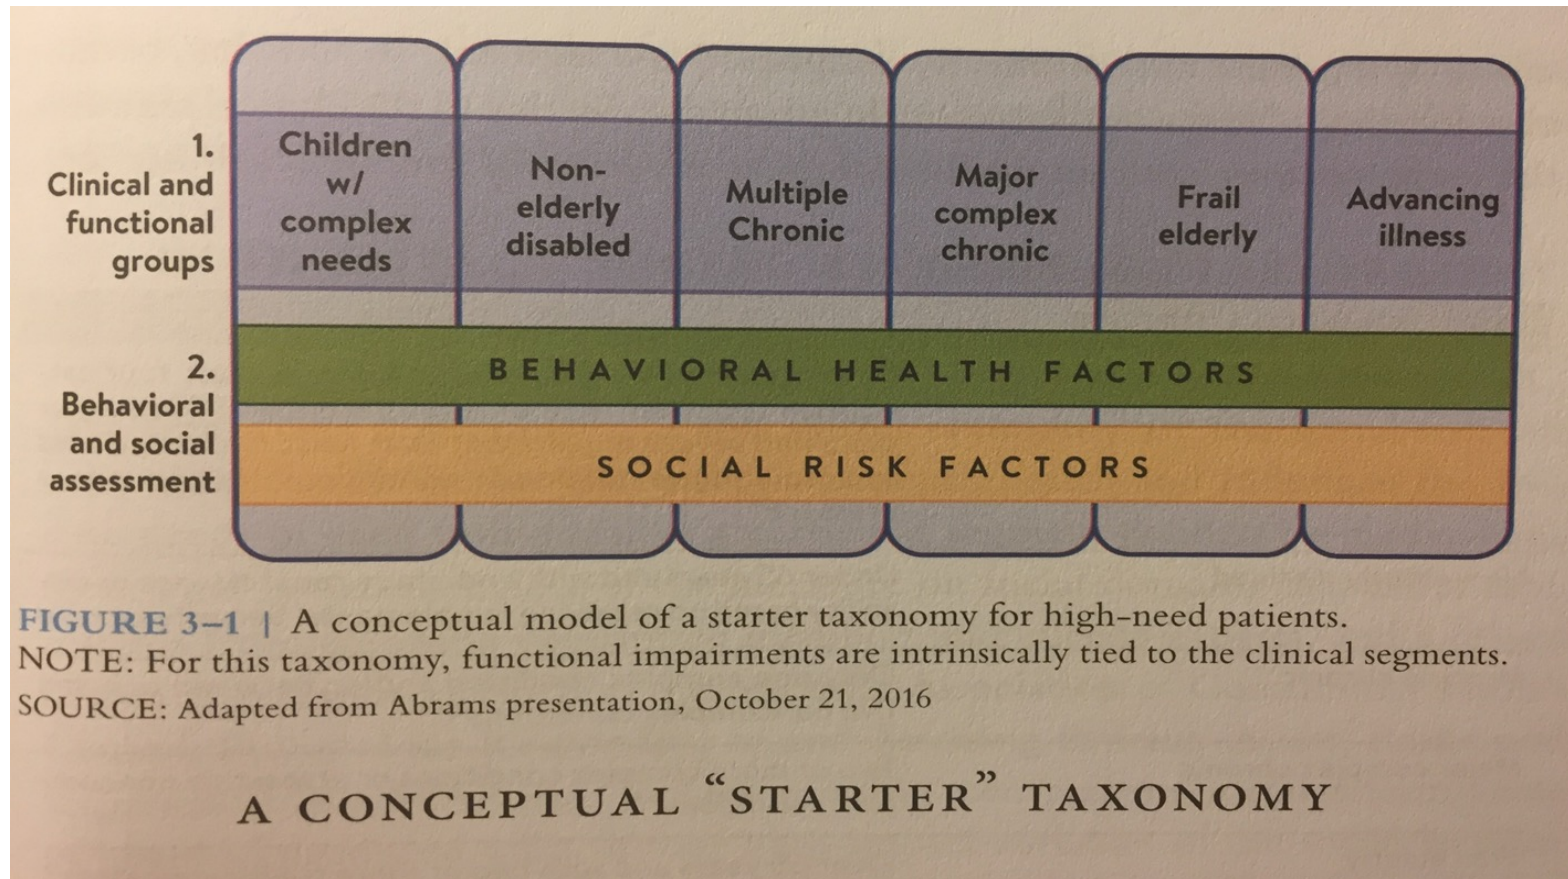 1.
Clinical and
functional
groups
Children
w/
complex
needs
Non-
elderly
disabled
Multiple
Chronic
Major
complex
chronic
Frail
elderly
Advancing
illness
2.
Behavioral
and social
assessment
BEHAVIORAL HEALTH FACTORS
SOCIAL RISK FACTORS
FIGURE 3–1 | A conceptual model of a starter taxonomy for high-need patients.
NOTE: For this taxonomy, functional impairments are intrinsically tied to the clinical segments.
SOURCE: Adapted from Abrams presentation, October 21, 2016
A CONCEPTUAL “STARTER” TAXONOMY